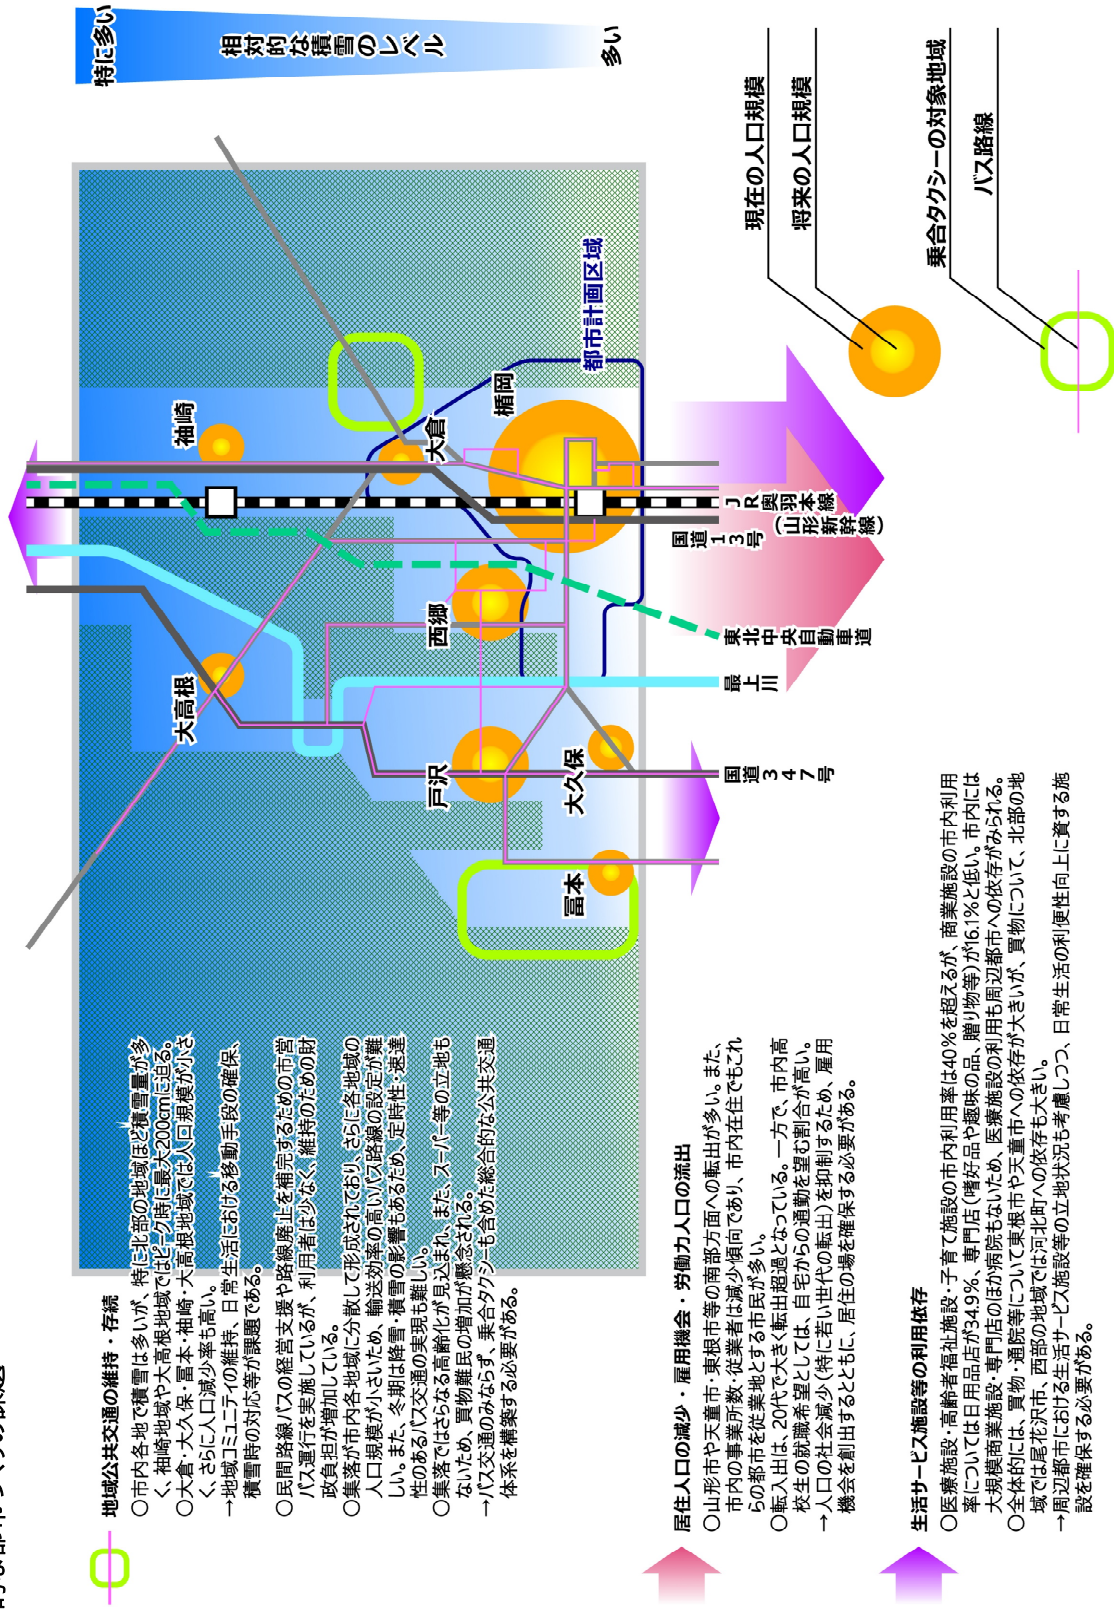 地域公共交通の維持・存続
○市内各地で積雪は多いが、特に北部の地域ほど積雪量が多
く、袖崎地域や大高根地域ではピーク時に最大200cmに迫る。
○大倉・大久保・冨本・袖崎・大高根地域では人口規模が小さ
く、さらに人口減少率も高い。
→地域コミュニティの維持、日常生活における移動手段の確保、
積雪時の対応等が課題である。
○民間路線バスの経営支援や路線廃止を補完するための市営
バス運行を実施しているが、利用者は少なく、維持のための財
政負担が増加している。
○集落が市内各地域に分散して形成されており、さらに各地域の
人口規模が小さいため、輸送効率の高いバス路線の設定が難
しい。また、冬期は降雪・積雪の影響もあるため、定時性・速達
性のあるバス交通の実現も難しい。
○集落ではさらなる高齢化が見込まれ、また、スーパー等の立地も
ないため、買物難民の増加が懸念される。
→バス交通のみならず、乗合タクシーも含めた総合的な公共交通
体系を構築する必要がある。
居住人口の減少・雇用機会・労働力人口の流出
○山形市や天童市・東根市等の南部方面への転出が多い。また、
市内の事業所数・従業者は減少傾向であり、市内在住でもこれ
らの都市を従業地とする市民が多い。
○転入出は、20代で大きく転出超過となっている。一方で、市内高
校生の就職希望としては、自宅からの通勤を望む割合が高い。
→人口の社会減少(特に若い世代の転出)を抑制するため、雇用
機会を創出するとともに、居住の場を確保する必要がある。
生活サービス施設等の利用依存
○医療施設・高齢者福祉施設・子育て施設の市内利用率は40%を超えるが、商業施設の市内利用
率については日用品店が34.9%、専門店(嗜好品や趣味の品、贈り物等)が16.1%と低い。市内には
大規模商業施設・専門店のほか病院もないため、医療施設の利用も周辺都市への依存がみられる。
○全体的には、買物・通院等について東根市や天童市への依存が大きいが、買物について、北部の地
域では尾花沢市、西部の地域では河北町への依存も大きい。
→周辺都市における生活サービス施設等の立地状況も考慮しつつ、日常生活の利便性向上に資する施
設を確保する必要がある。
大高根
袖崎
戸沢
西郷
大倉
楯岡
冨本
大久保
都市計画区域
国道347号
最上川
東北中央自動車道
国道13号
JR奥羽本線
(山形新幹線)
特に多い
相対的な積雪のレベル
多い
現在の人口規模
将来の人口規模
乗合タクシーの対象地域
バス路線